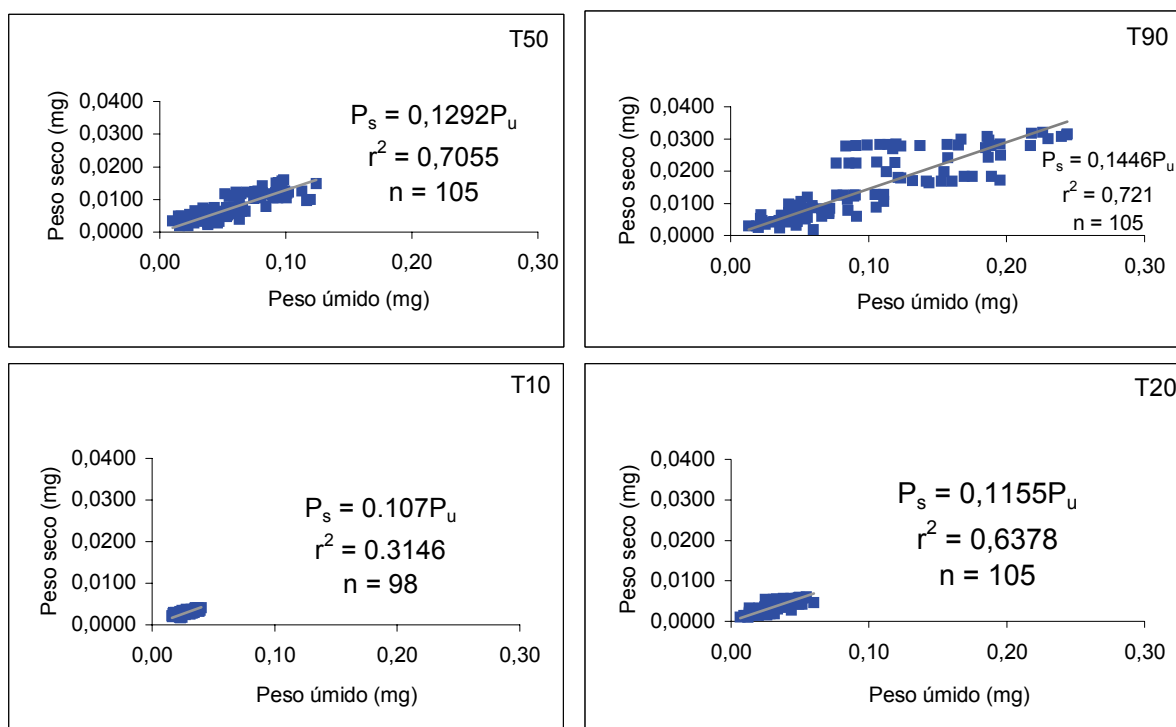 T50
0,0400
0,0300
0,0200
0,0100
0,0000
Peso seco (mg)
Ps = 0,1292Pu
r² = 0,7055
n = 105
0,00 0,10 0,20 0,30
Peso úmido (mg)
T90
0,0400
0,0300
0,0200
0,0100
0,0000
Peso seco (mg)
Ps = 0,1446Pu
r² = 0,721
n = 105
0,00 0,10 0,20 0,30
Peso úmido (mg)
T10
0,0400
0,0300
0,0200
0,0100
0,0000
Peso seco (mg)
Ps = 0.107Pu
r² = 0.3146
n = 98
0,00 0,10 0,20 0,30
Peso úmido (mg)
T20
0,0400
0,0300
0,0200
0,0100
0,0000
Peso seco (mg)
Ps = 0,1155Pu
r² = 0,6378
n = 105
0,00 0,10 0,20 0,30
Peso úmido (mg)